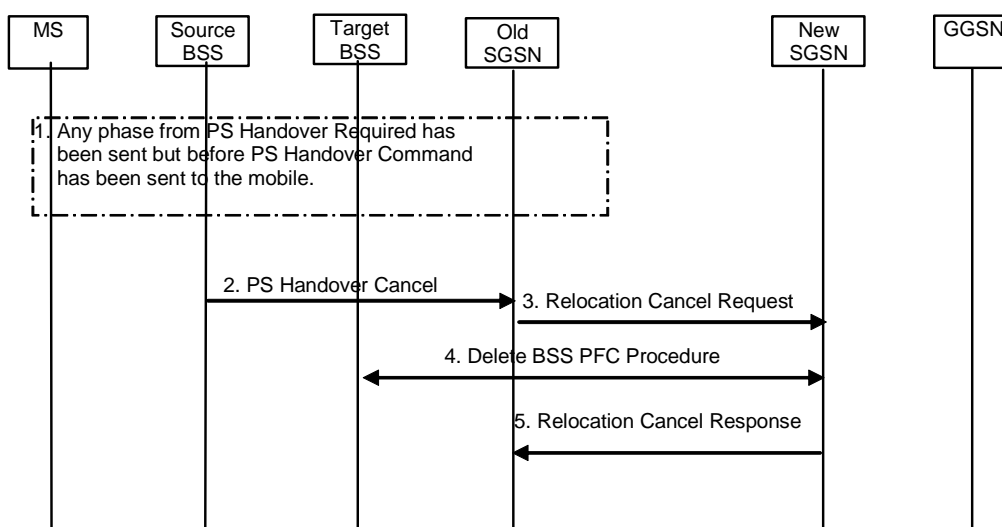 MS
Source
BSS
Target
BSS
Old
SGSN
New
SGSN
GGSN
1. Any phase from PS Handover Required has
been sent but before PS Handover Command
has been sent to the mobile.
2. PS Handover Cancel
3. Relocation Cancel Request
4. Delete BSS PFC Procedure
5. Relocation Cancel Response